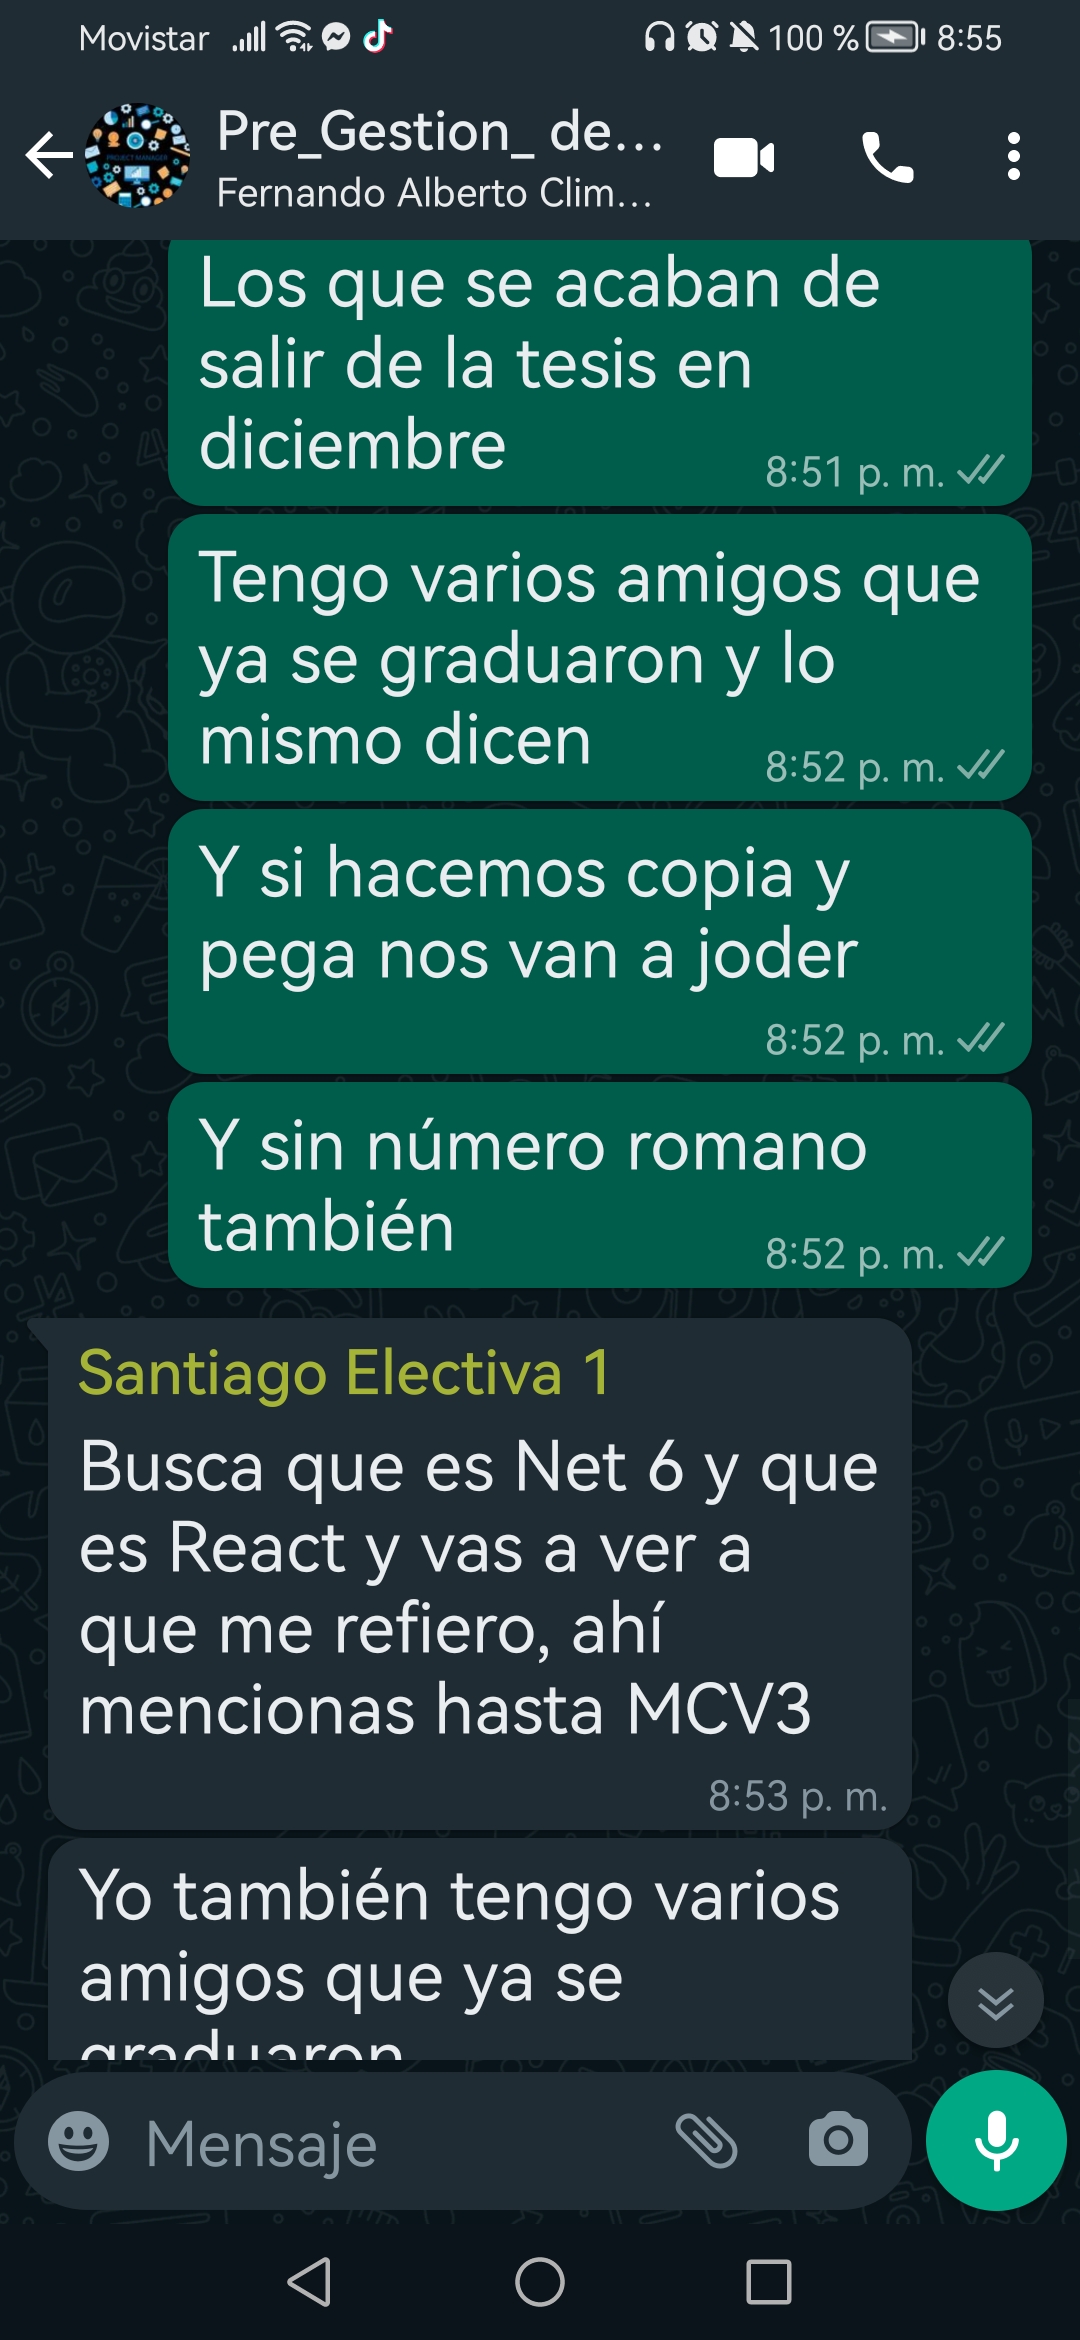 Movistar 100 % 8:55
Pre_Gestion_ de...
Fernando Alberto Clim...
PROJECT MANAGER
Los que se acaban de
salir de la tesis en
diciembre
8:51 p. m.
Tengo varios amigos que
ya se graduaron y lo
mismo dicen
8:52 p. m.
Y si hacemos copia y
pega nos van a joder
8:52 p. m.
Y sin número romano
también
8:52 p. m.
Santiago Electiva 1
Busca que es Net 6 y que
es React y vas a ver a
que me refiero, ahí
mencionas hasta MCV3
8:53 p. m.
Yo también tengo varios
amigos que ya se
graduaron
Mensaje